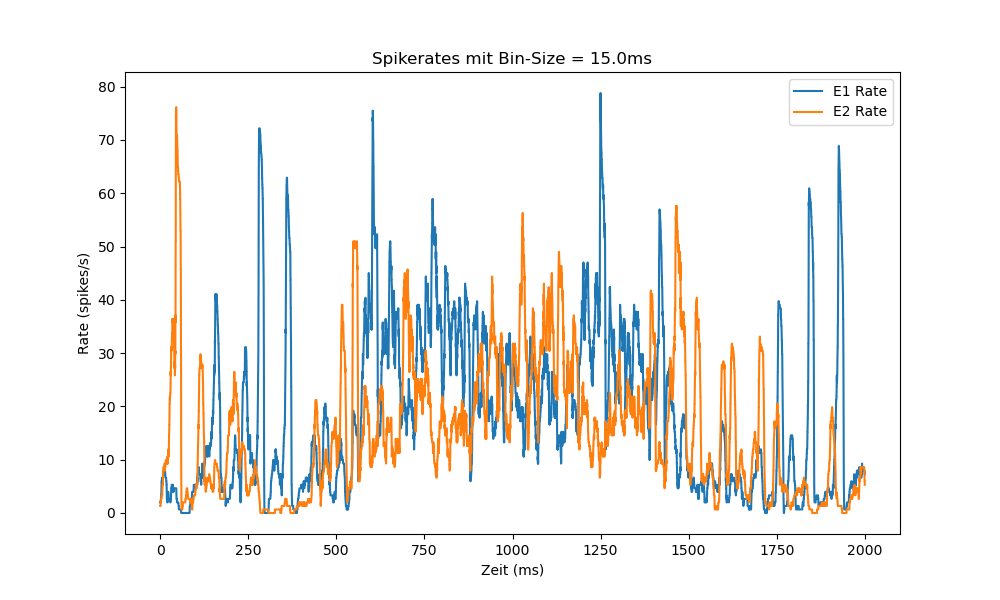 Spikerates mit Bin-Size = 15.0ms
E1 Rate
E2 Rate
Rate (spikes/s)
80
70
60
50
40
30
20
10
0
0 250 500 750 1000 1250 1500 1750 2000
Zeit (ms)